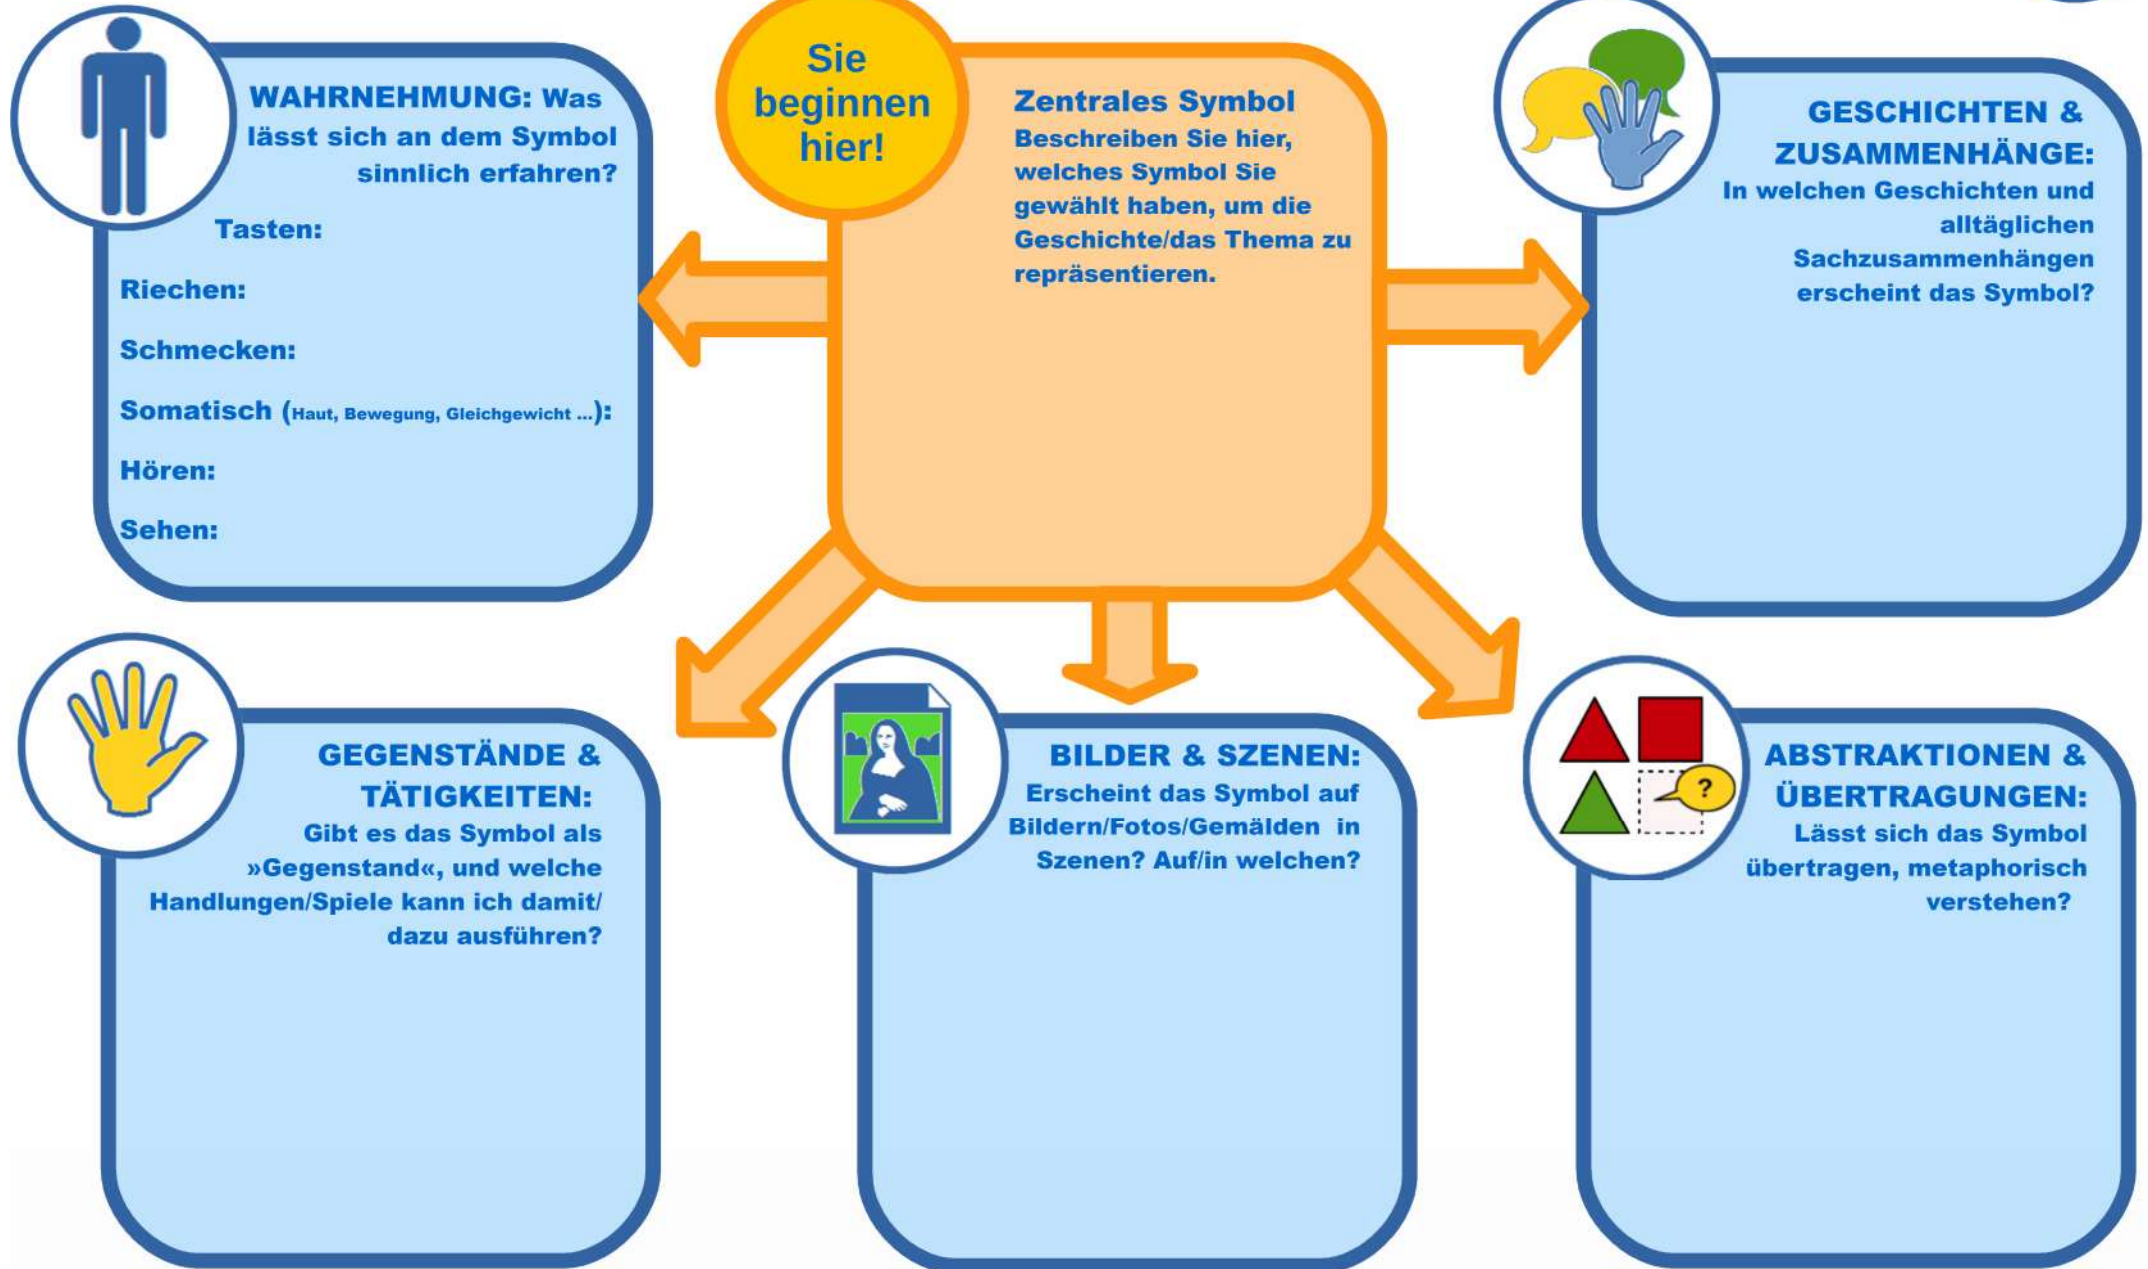 WAHRNEHMUNG: Was
lässt sich an dem Symbol
sinnlich erfahren?
Tasten:
Riechen:
Schmecken:
Somatisch (Haut, Bewegung, Gleichgewicht ...):
Hören:
Sehen:
Sie
beginnen
hier!
Zentrales Symbol
Beschreiben Sie hier,
welches Symbol Sie
gewählt haben, um die
Geschichte/das Thema zu
repräsentieren.
GESCHICHTEN &
ZUSAMMENHÄNGE:
In welchen Geschichten und
alltäglichen
Sachzusammenhängen
erscheint das Symbol?
GEGENSTÄNDE &
TÄTIGKEITEN:
Gibt es das Symbol als
»Gegenstand«, und welche
Handlungen/Spiele kann ich damit/
dazu ausführen?
BILDER & SZENEN:
Erscheint das Symbol auf
Bildern/Fotos/Gemälden in
Szenen? Auf/in welchen?
?
ABSTRAKTIONEN &
ÜBERTRAGUNGEN:
Lässt sich das Symbol
übertragen, metaphorisch
verstehen?